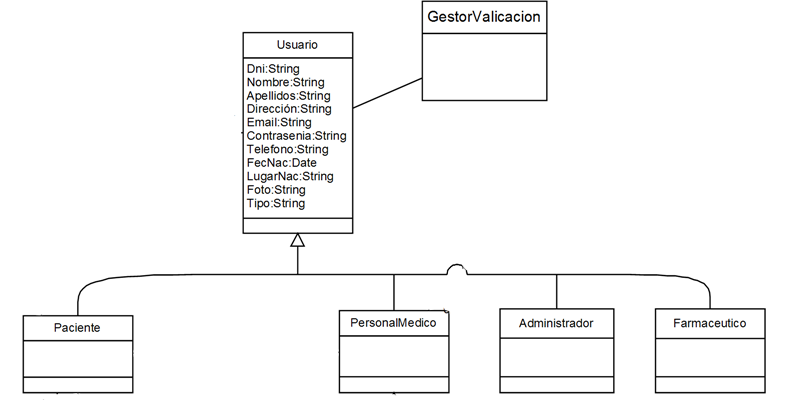 GestorValicacion
Usuario
Dni:String
Nombre:String
Apellidos:String
Dirección:String
Email:String
Contrasenia:String
Telefono:String
FecNac:Date
LugarNac:String
Foto:String
Tipo:String
Paciente
PersonalMedico
Administrador
Farmaceutico